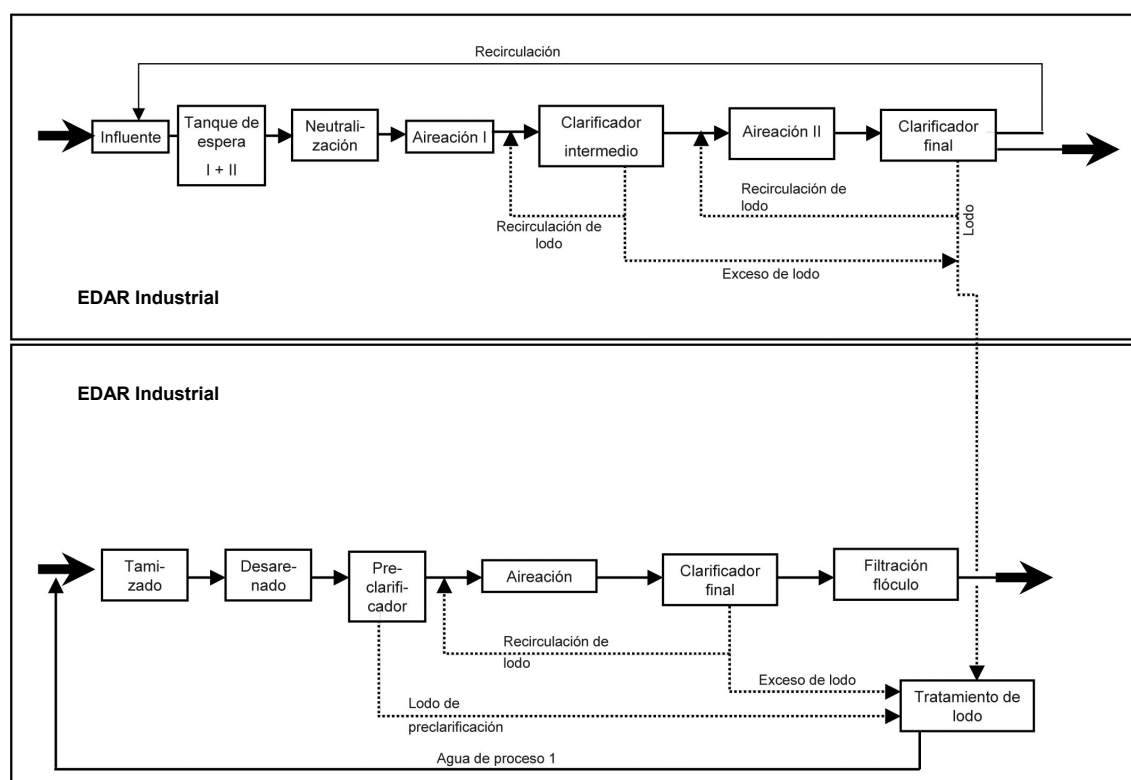 Recirculación
Influente
Tanque de
espera
I + II
Neutrali-
zación
Aireación I
Clarificador
intermedio
Aireación II
Clarificador
final
Recirculación de
lodo
Recirculación de
lodo
Lodo
Exceso de lodo
EDAR Industrial
EDAR Industrial
Tami-
zado
Desare-
nado
Pre-
clarifi-
cador
Aireación
Clarificador
final
Filtración
flóculo
Recirculación de
lodo
Exceso de lodo
Lodo de
preclarificación
Tratamiento de
lodo
Agua de proceso 1